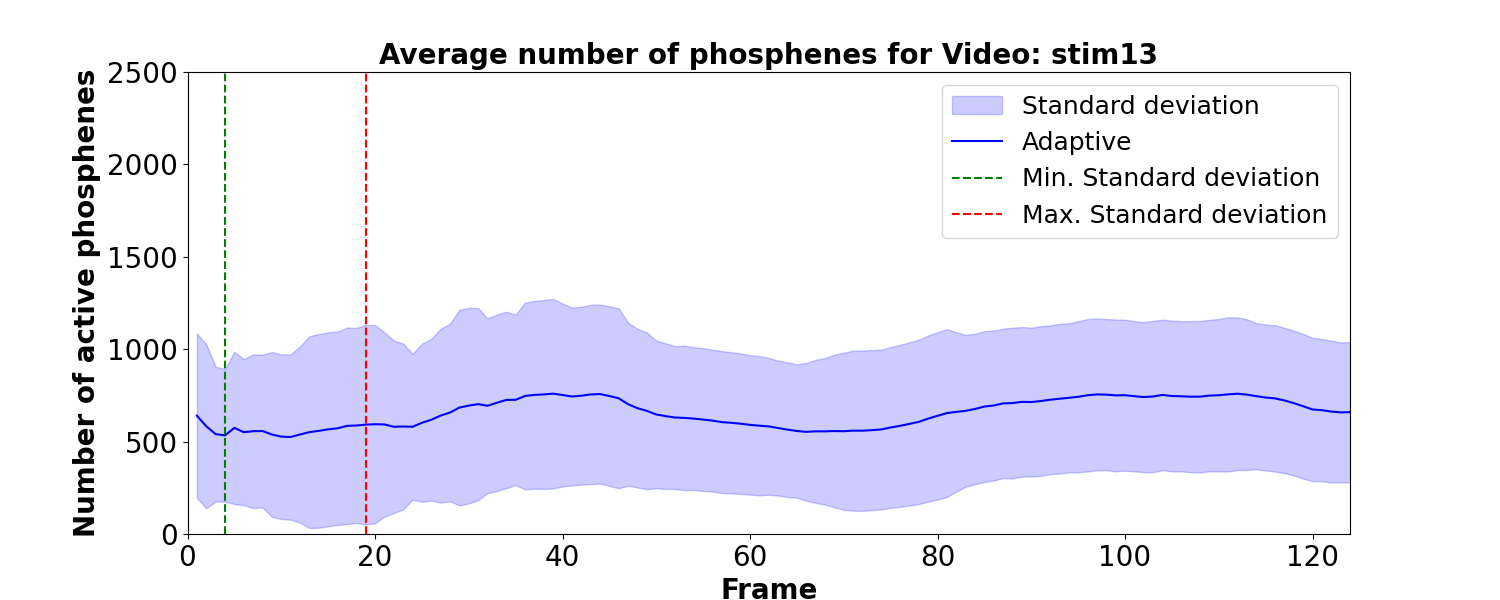 Average number of phosphenes for Video: stim13
Number of active phosphenes
2500
2000
1500
1000
500
0
Standard deviation
Adaptive
Min. Standard deviation
Max. Standard deviation
0 20 40 60 80 100 120
Frame